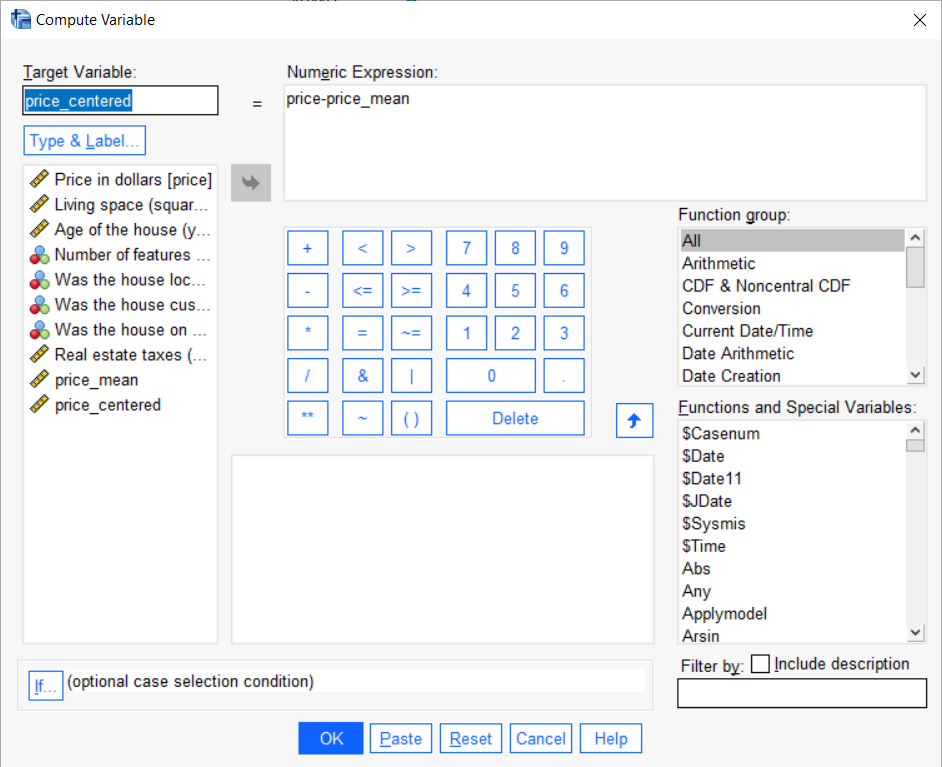 Compute Variable
Target Variable:
price_centered
=
Numeric Expression:
price-price_mean
Type & Label...
Price in dollars [price]
Living space (squar...
Age of the house (y...
Number of features ...
Was the house loc...
Was the house cus...
Was the house on ...
Real estate taxes (...
price_mean
price_centered
+ < > 7 8 9
- <= >= 4 5 6
* = ~= 1 2 3
/ & | 0 .
** ~ ( ) Delete
Function group:
All
Arithmetic
CDF & Noncentral CDF
Conversion
Current Date/Time
Date Arithmetic
Date Creation
Functions and Special Variables:
$Casenum
$Date
$Date11
$JDate
$Sysmis
$Time
Abs
Any
Applymodel
Arsin
If... (optional case selection condition)
Filter by: Include description
OK Paste Reset Cancel Help